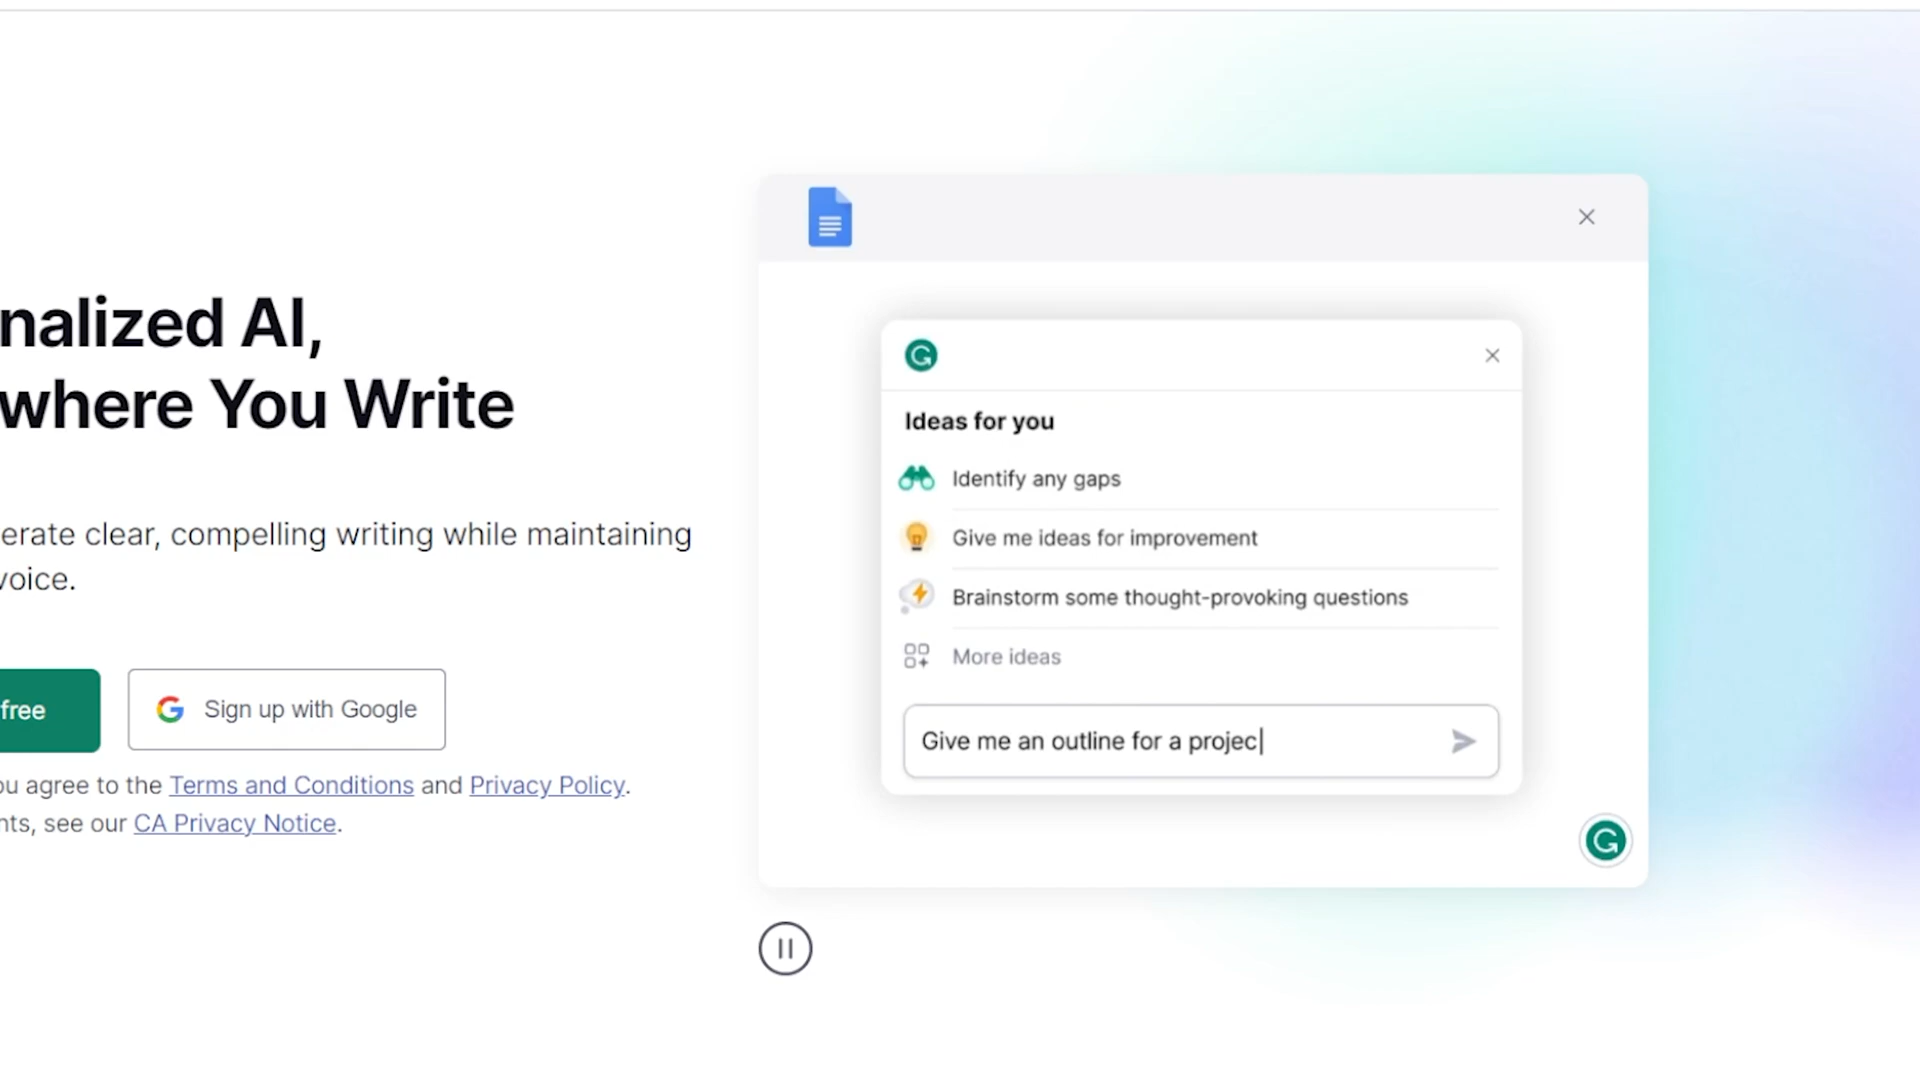 nalized AI,
where You Write
erate clear, compelling writing while maintaining
voice.
free
Sign up with Google
ou agree to the Terms and Conditions and Privacy Policy.
nts, see our CA Privacy Notice.
Ideas for you
Identify any gaps
Give me ideas for improvement
Brainstorm some thought-provoking questions
More ideas
Give me an outline for a projec